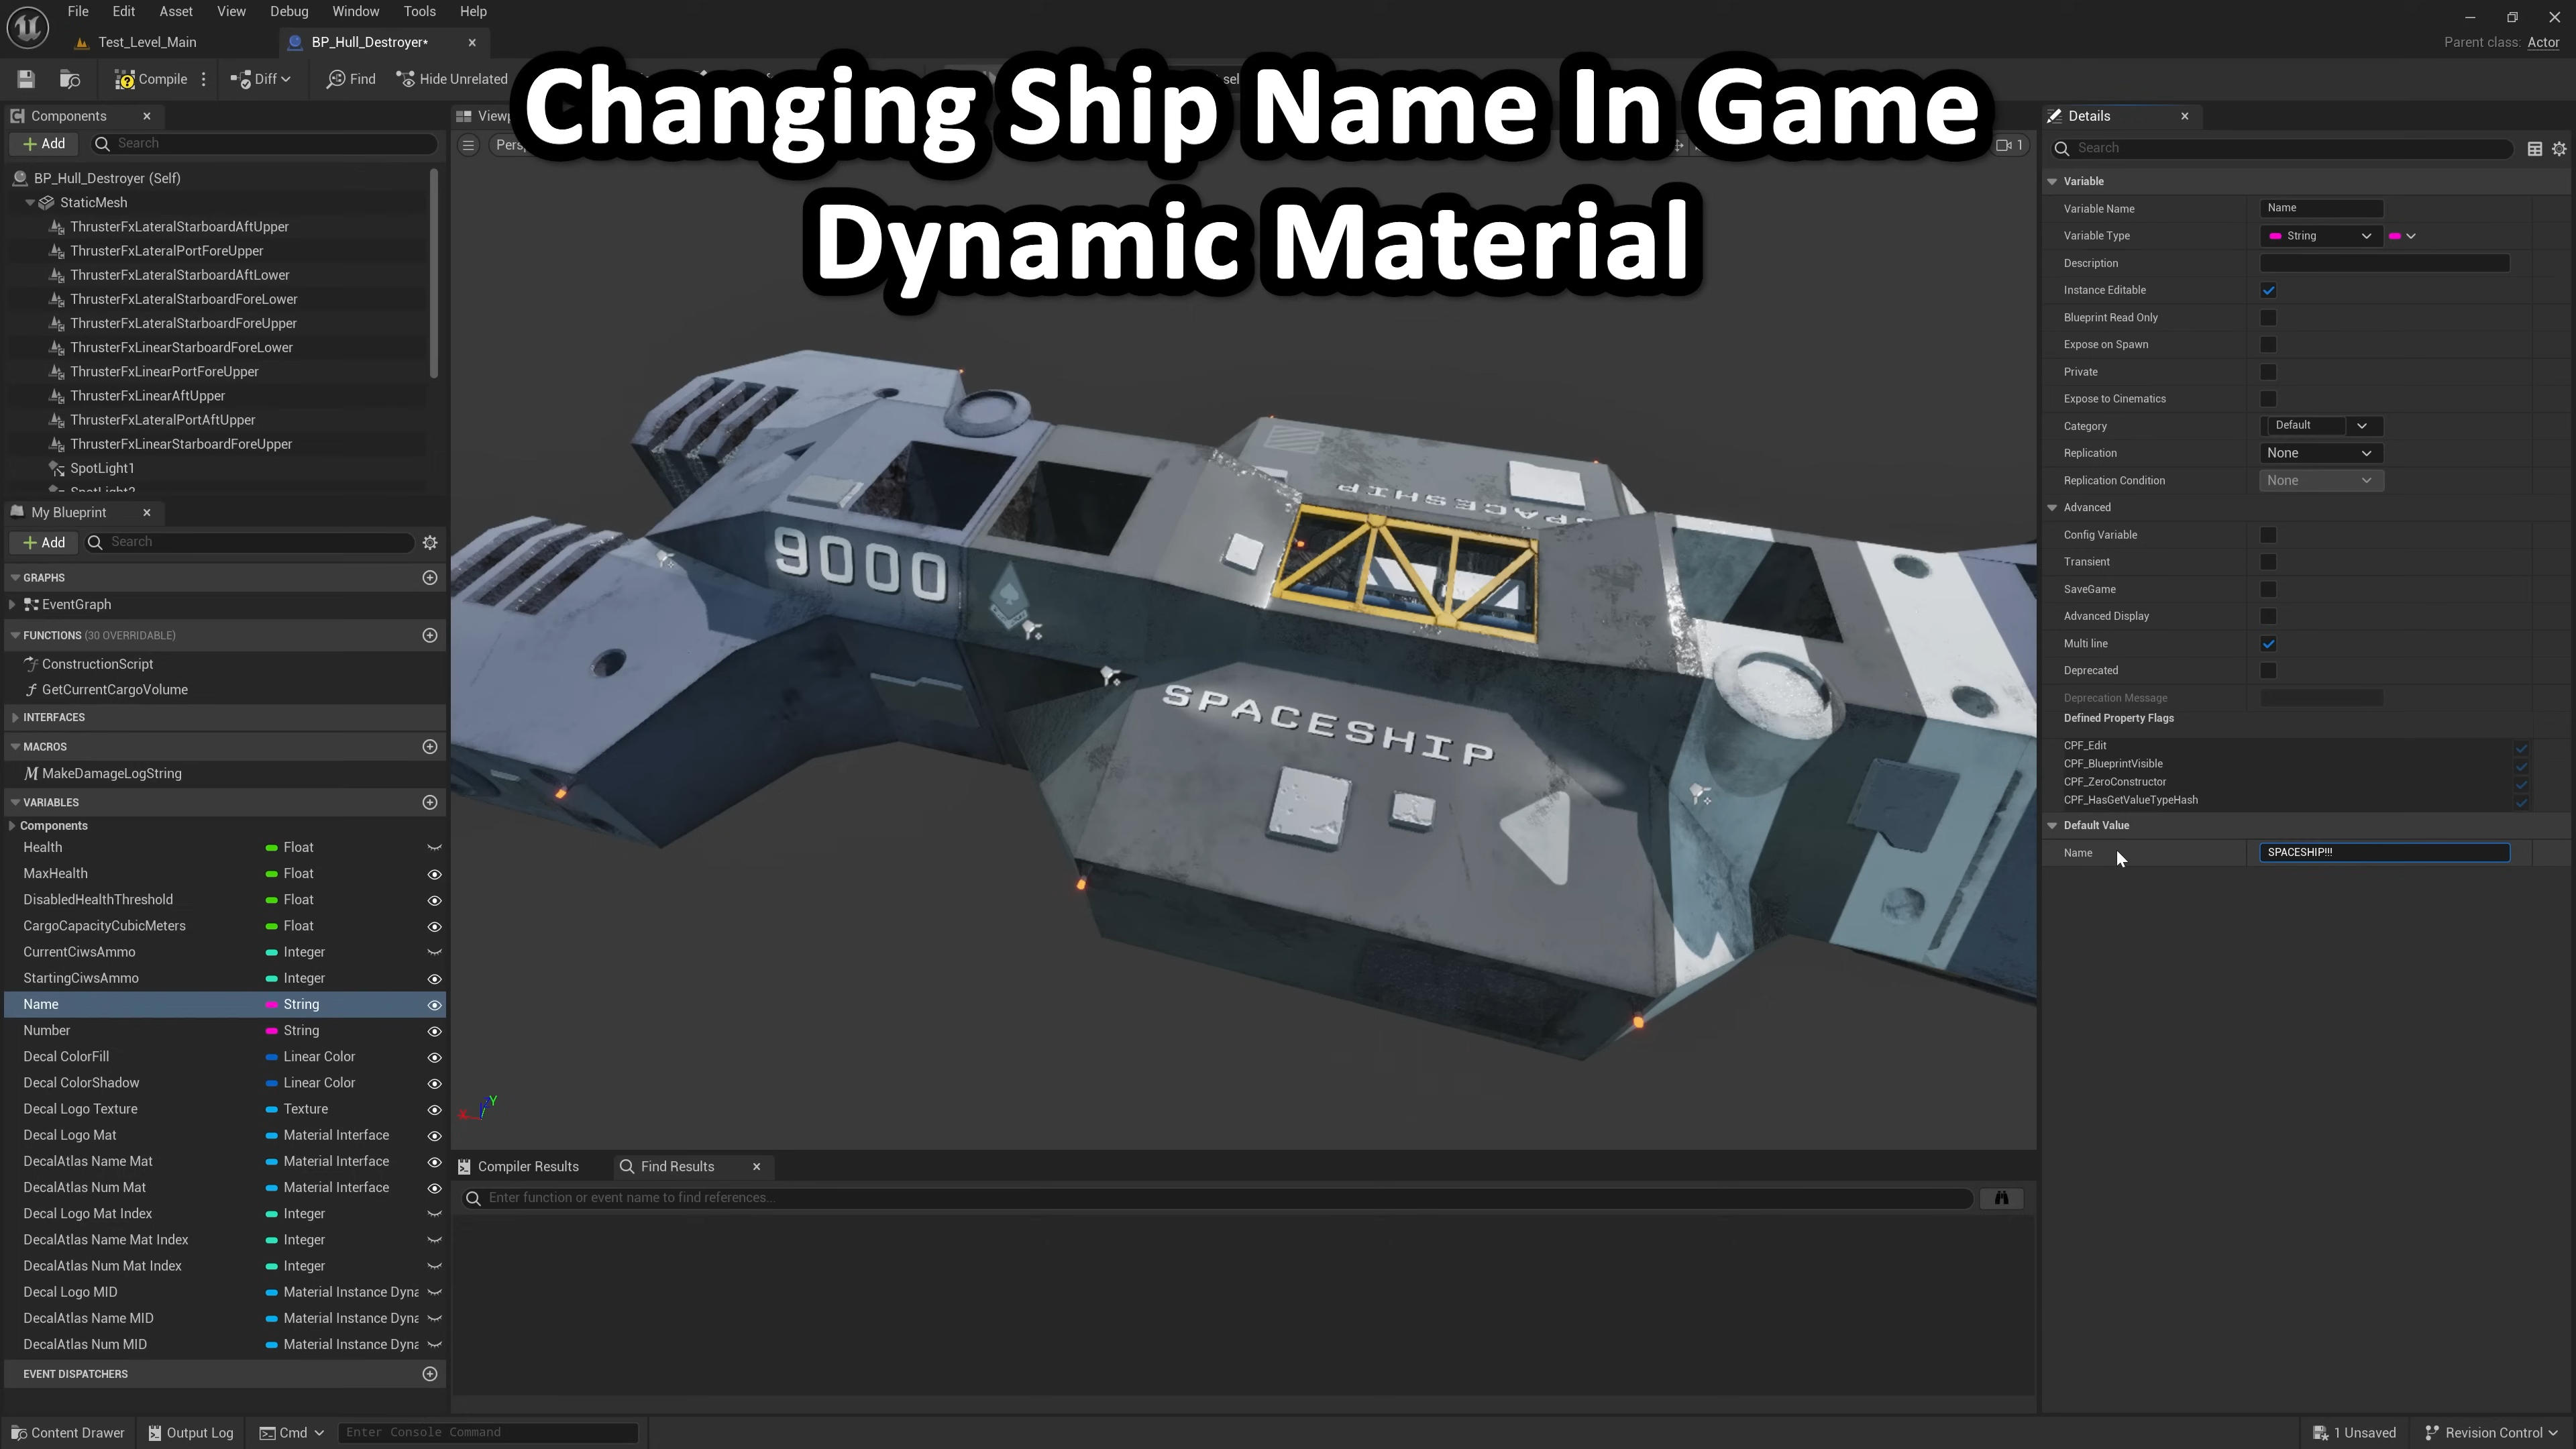 File Edit Asset View Debug Window Tools Help
Test_Level_Main
BP_Hull_Destroyer*
Parent class: Actor
Compile
Diff
Find
Hide Unrelated
Changing Ship Name In Game
Dynamic Material
Components
Add
Search
BP_Hull_Destroyer (Self)
StaticMesh
ThrusterFxLateralStarboardAftUpper
ThrusterFxLateralPortForeUpper
ThrusterFxLateralStarboardAftLower
ThrusterFxLateralStarboardForeLower
ThrusterFxLateralStarboardForeUpper
ThrusterFxLinearStarboardForeLower
ThrusterFxLinearPortForeUpper
ThrusterFxLinearAftUpper
ThrusterFxLateralPortAftUpper
ThrusterFxLinearStarboardForeUpper
SpotLight1
SpotLight2
My Blueprint
Add
Search
GRAPHS
EventGraph
FUNCTIONS (30 OVERRIDABLE)
ConstructionScript
GetCurrentCargoVolume
INTERFACES
MACROS
MakeDamageLogString
VARIABLES
Components
Health Float
MaxHealth Float
DisabledHealthThreshold Float
CargoCapacityCubicMeters Float
CurrentCiwsAmmo Integer
StartingCiwsAmmo Integer
Name String
Number String
Decal ColorFill Linear Color
Decal ColorShadow Linear Color
Decal Logo Texture Texture
Decal Logo Mat Material Interface
DecalAtlas Name Mat Material Interface
DecalAtlas Num Mat Material Interface
Decal Logo Mat Index Integer
DecalAtlas Name Mat Index Integer
DecalAtlas Num Mat Index Integer
Decal Logo MID Material Instance Dyna
DecalAtlas Name MID Material Instance Dyna
DecalAtlas Num MID Material Instance Dyna
EVENT DISPATCHERS
1
SPACESHIP
9000
SPACESHIP
X
Y
Compiler Results
Find Results
Enter function or event name to find references...
Details
Search
Variable
Variable Name Name
Variable Type String
Description
Instance Editable
Blueprint Read Only
Expose on Spawn
Private
Expose to Cinematics
Category Default
Replication None
Replication Condition None
Advanced
Config Variable
Transient
SaveGame
Advanced Display
Multi line
Deprecated
Deprecation Message
Defined Property Flags
CPF_Edit
CPF_BlueprintVisible
CPF_ZeroConstructor
CPF_HasGetValueTypeHash
Default Value
Name SPACESHIP!!!
Content Drawer
Output Log
Cmd
Enter Console Command
1 Unsaved
Revision Control